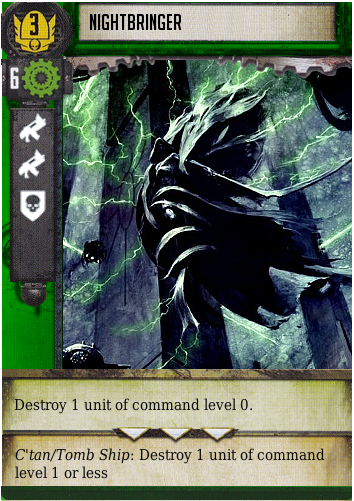 3
NIGHTBRINGER
6
Destroy 1 unit of command level 0.
C'tan/Tomb Ship: Destroy 1 unit of command
level 1 or less